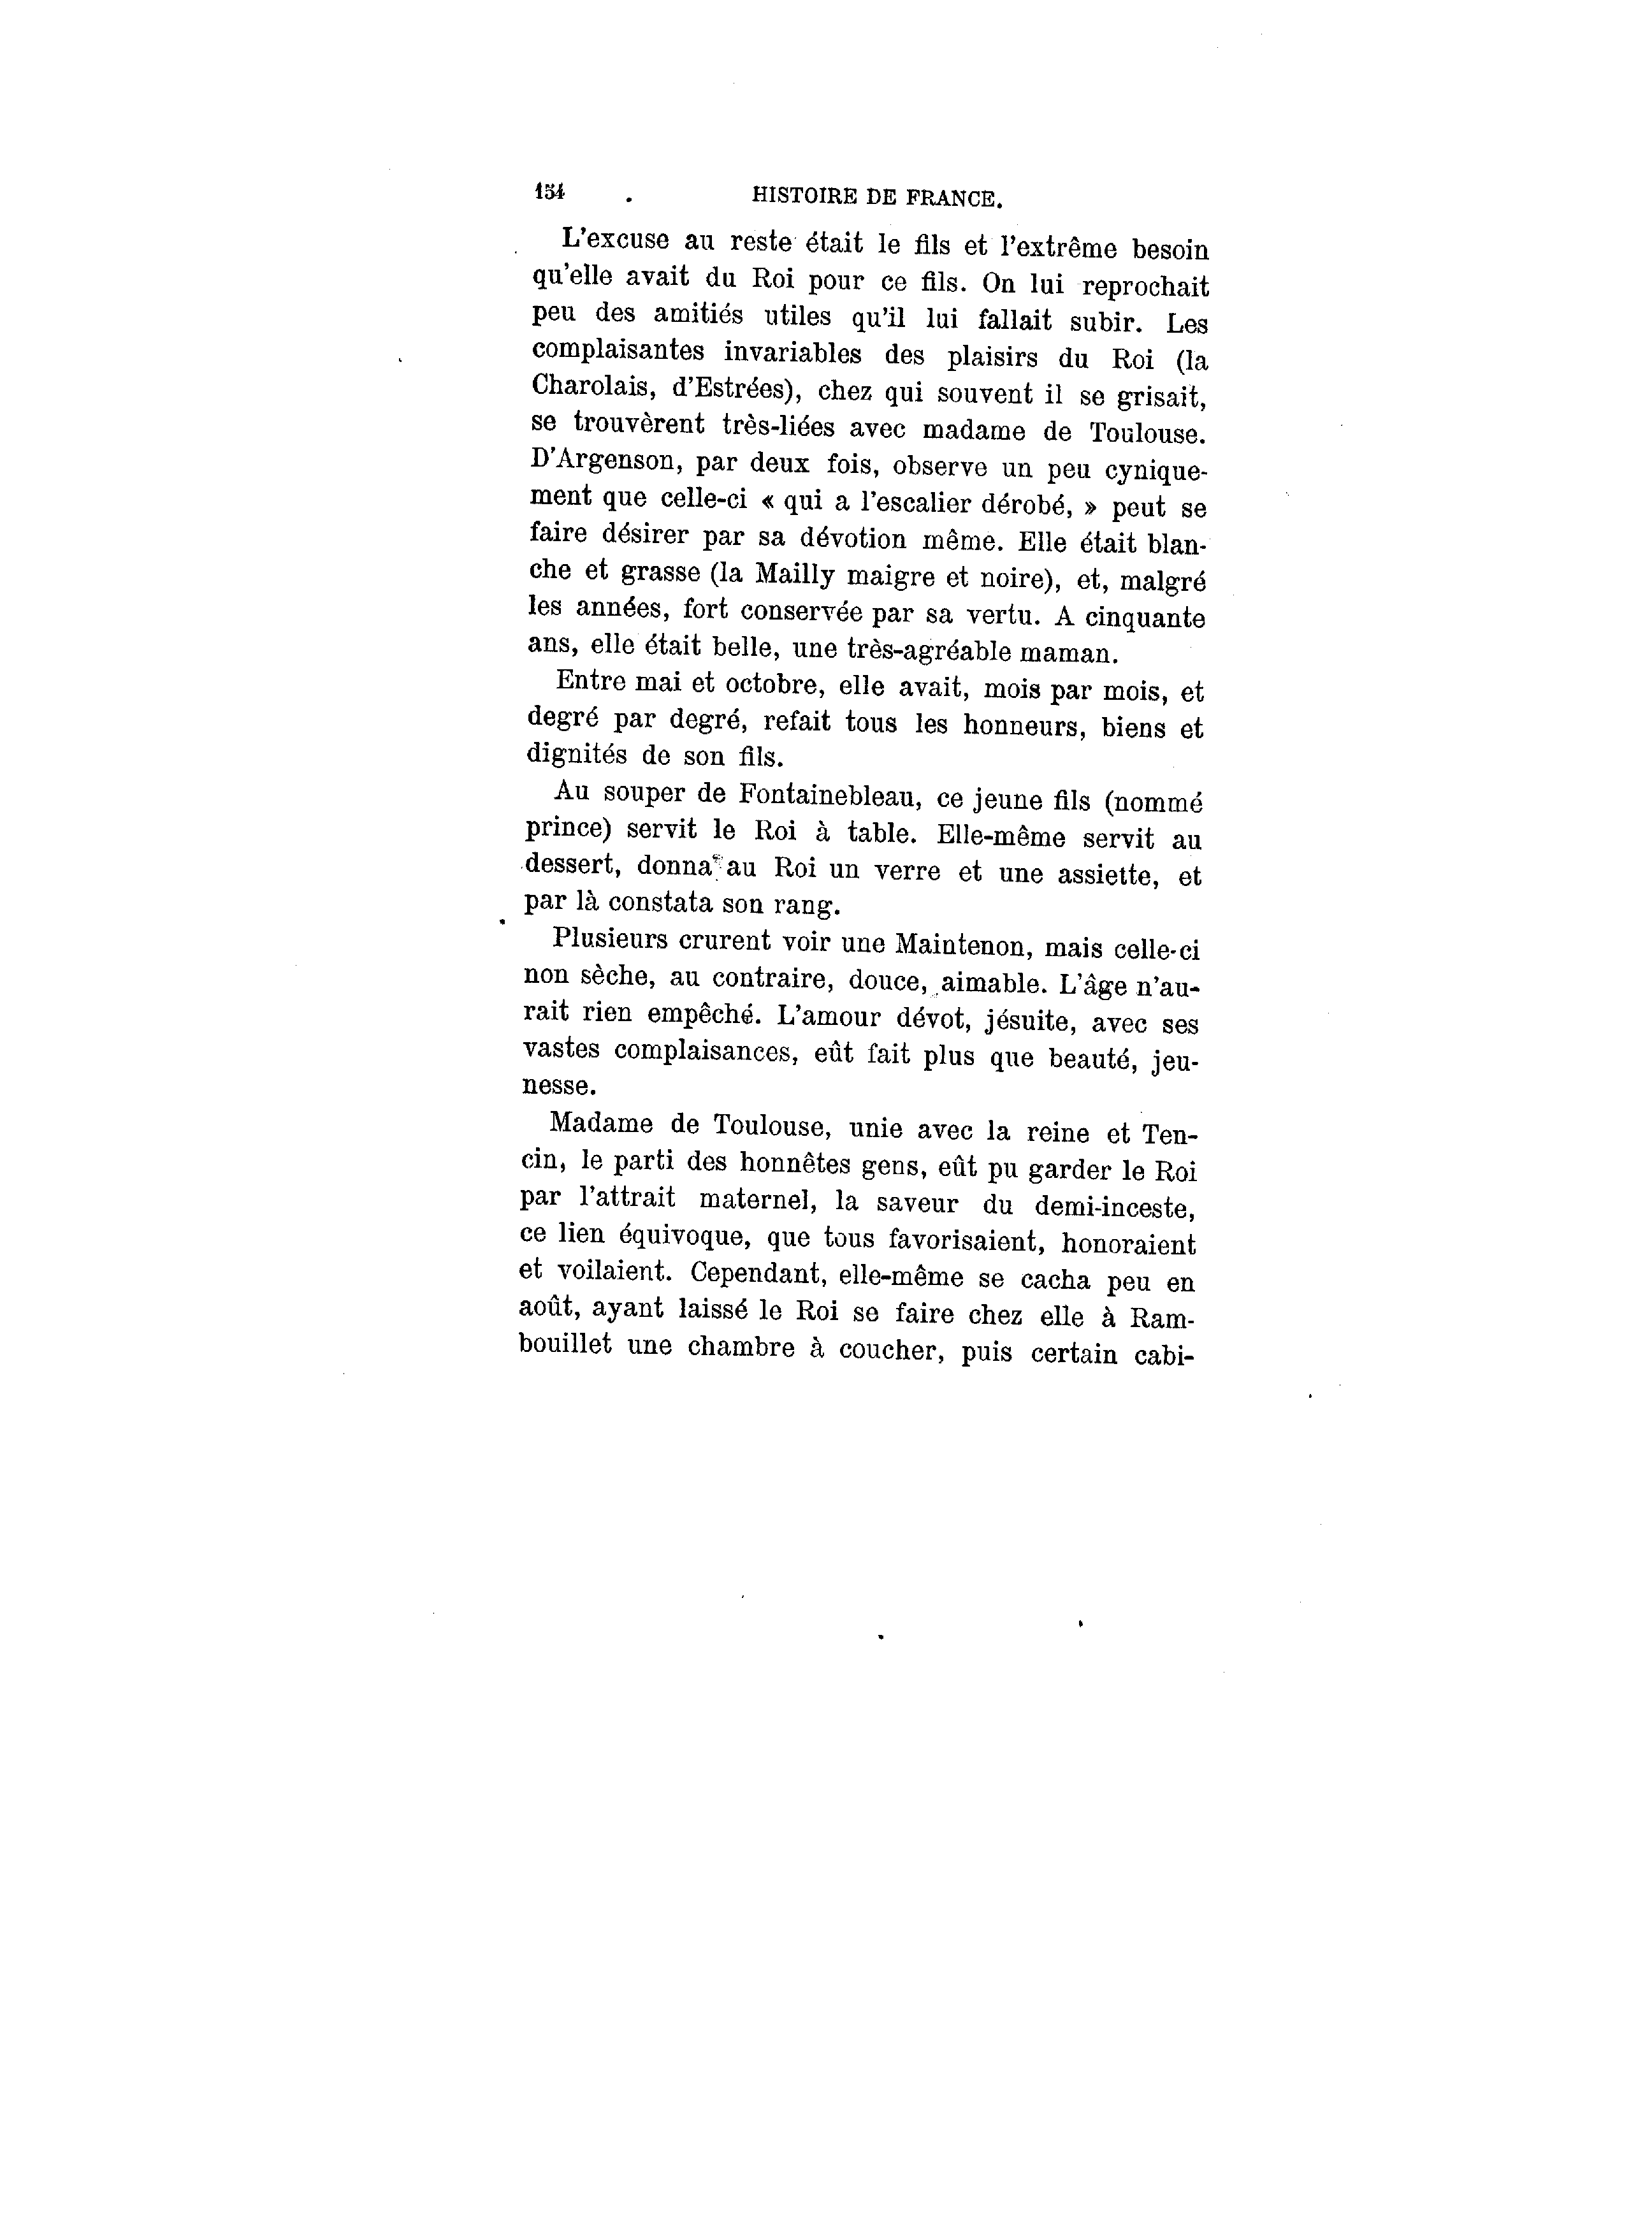 154 HISTOIRE DE FRANCE.
L'excuse au reste était le fils et l'extrême besoin
qu'elle avait du Roi pour ce fils. On lui reprochait
peu des amitiés utiles qu'il lui fallait subir. Les
complaisantes invariables des plaisirs du Roi (la
Charolais, d'Estrées), chez qui souvent il se grisait,
se trouvèrent très-liées avec madame de Toulouse.
D'Argenson, par deux fois, observe un peu cynique-
ment que celle-ci « qui a l'escalier dérobé, » peut se
faire désirer par sa dévotion même. Elle était blan-
che et grasse (la Mailly maigre et noire), et, malgré
les années, fort conservée par sa vertu. A cinquante
ans, elle était belle, une très-agréable maman.
Entre mai et octobre, elle avait, mois par mois, et
degré par degré, refait tous les honneurs, biens et
dignités de son fils.
Au souper de Fontainebleau, ce jeune fils (nommé
prince) servit le Roi à table. Elle-même servit au
dessert, donna au Roi un verre et une assiette, et
par là constata son rang.
Plusieurs crurent voir une Maintenon, mais celle-ci
non sèche, au contraire, douce, aimable. L'âge n'au-
rait rien empêché. L'amour dévot, jésuite, avec ses
vastes complaisances, eût fait plus que beauté, jeu-
nesse.
Madame de Toulouse, unie avec la reine et Ten-
cin, le parti des honnêtes gens, eût pu garder le Roi
par l'attrait maternel, la saveur du demi-inceste,
ce lien équivoque, que tous favorisaient, honoraient
et voilaient. Cependant, elle-même se cacha peu en
août, ayant laissé le Roi se faire chez elle à Ram-
bouillet une chambre à coucher, puis certain cabi-